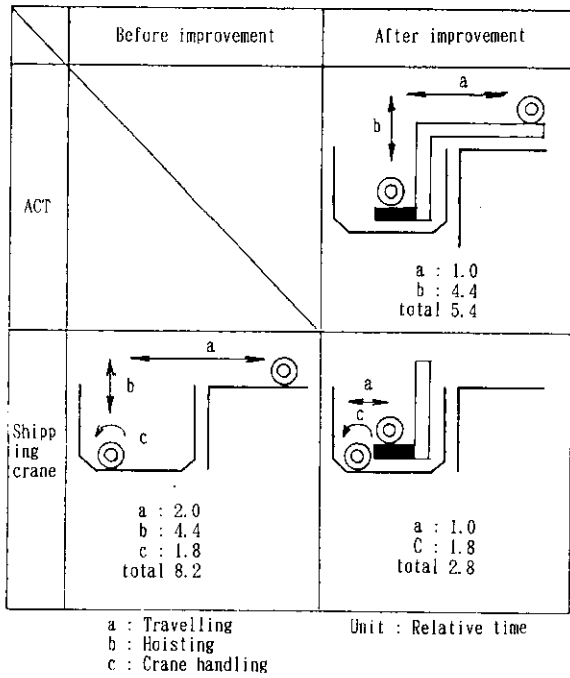 Before improvement
After improvement
ACT
a
b
a : 1.0
b : 4.4
total 5.4
Shipp
ing
crane
a
b
c
a : 2.0
b : 4.4
c : 1.8
total 8.2
a
c
a : 1.0
C : 1.8
total 2.8
a : Travelling
b : Hoisting
c : Crane handling
Unit : Relative time